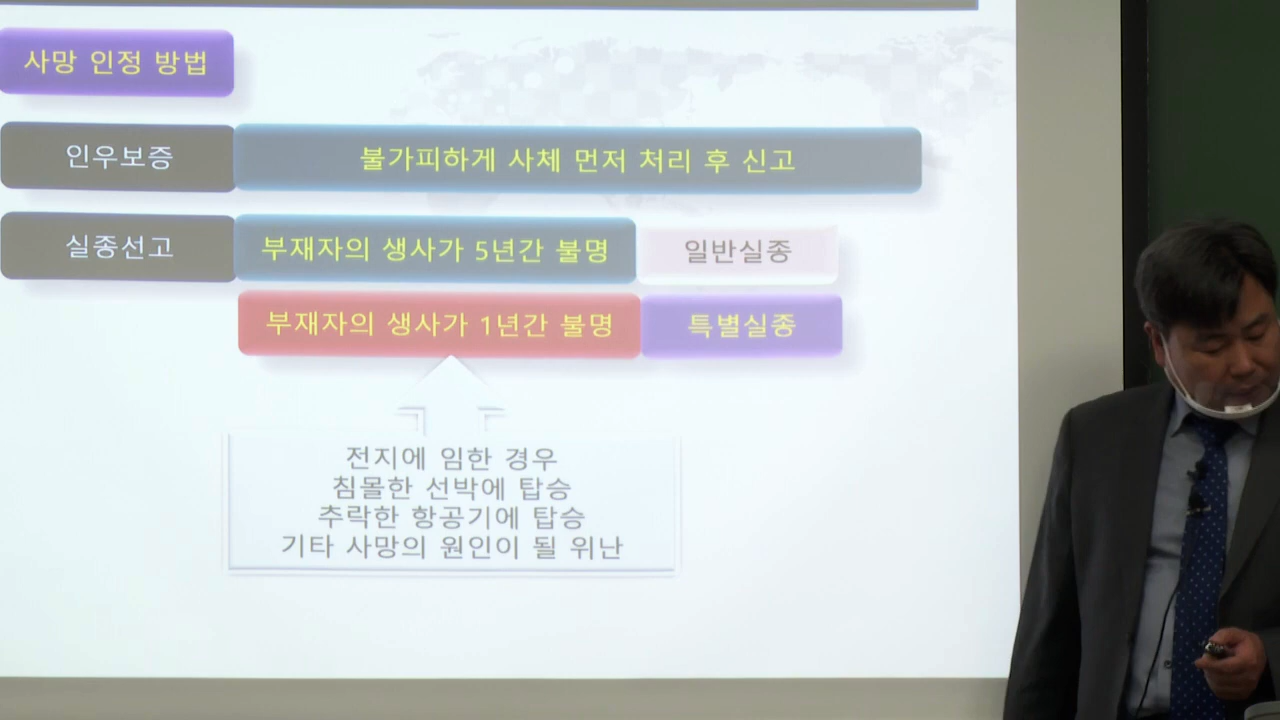 사망 인정 방법
인우보증
불가피하게 사체 먼저 처리 후 신고
실종선고
부재자의 생사가 5년간 불명
일반실종
부재자의 생사가 1년간 불명
특별실종
전지에 임한 경우
침몰한 선박에 탑승
추락한 항공기에 탑승
기타 사망의 원인이 될 위난